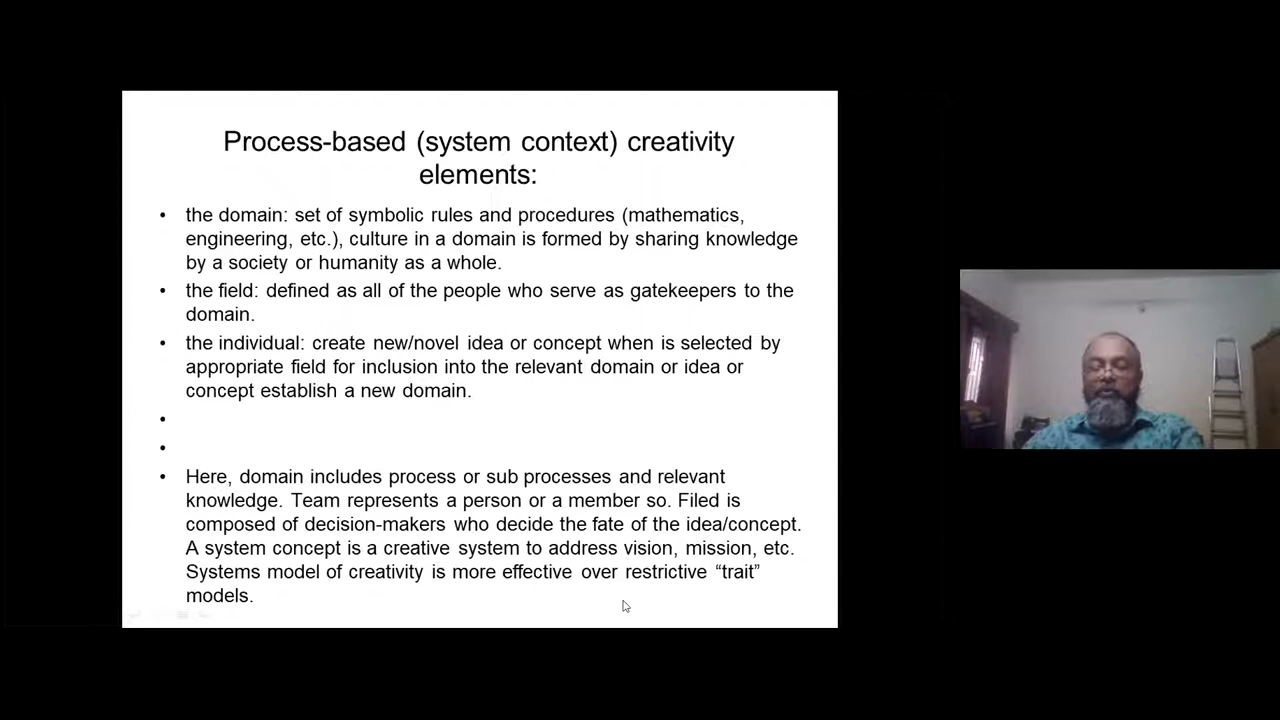 Process-based (system context) creativity
elements:
• the domain: set of symbolic rules and procedures (mathematics,
engineering, etc.), culture in a domain is formed by sharing knowledge
by a society or humanity as a whole.
• the field: defined as all of the people who serve as gatekeepers to the
domain.
• the individual: create new/novel idea or concept when is selected by
appropriate field for inclusion into the relevant domain or idea or
concept establish a new domain.
•
•
• Here, domain includes process or sub processes and relevant
knowledge. Team represents a person or a member so. Filed is
composed of decision-makers who decide the fate of the idea/concept.
A system concept is a creative system to address vision, mission, etc.
Systems model of creativity is more effective over restrictive “trait”
models.